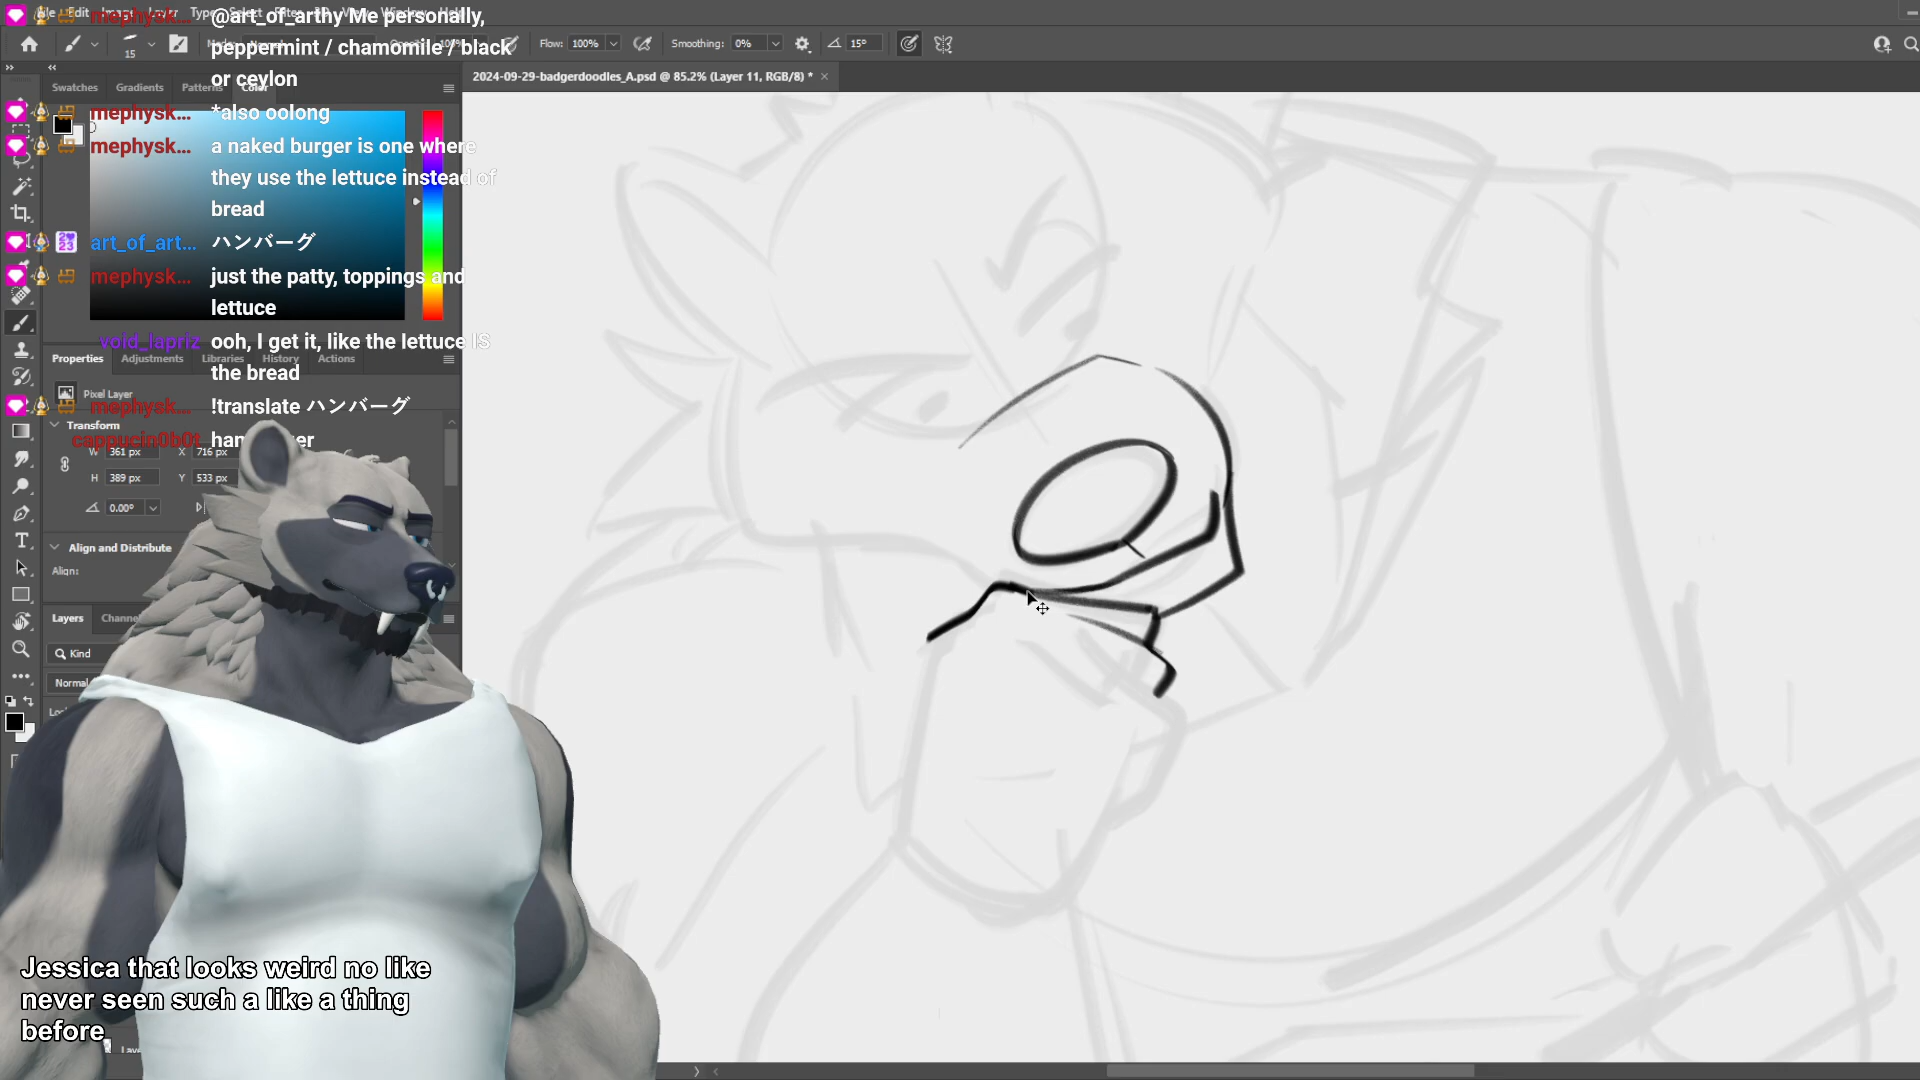 @art_of_arthy Me personally,
Flow: 100%
Smoothing: 0%
15°
15
peppermint / chamomile / black
or ceylon
2024-09-29-badgerdoodles_A.psd @ 85.2% (Layer 11, RGB/8) *
Swatches
Gradients
Patterns
Color
mephysk... *also oolong
mephysk... a naked burger is one where
they use the lettuce instead of
bread
art_of_art... ハンバーグ
mephysk... just the patty, toppings and
lettuce
void_lapriz ooh, I get it, like the lettuce IS
the bread
Properties
Adjustments
Libraries
History
Actions
Pixel Layer
mephysk... !translate ハンバーグ
Transform
W 361 px X 716 px
H 389 px Y 533 px
0.00°
Align and Distribute
Align:
Layers
Kind
Normal
Jessica that looks weird no like
never seen such a like a thing
before